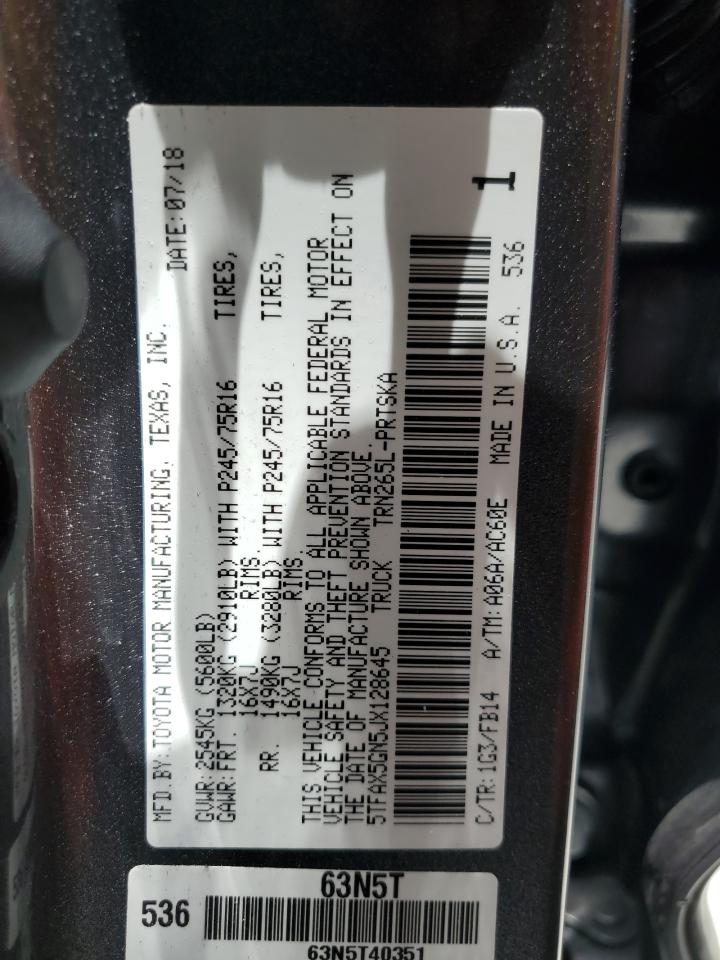 MFD.BY:TOYOTA MOTOR MANUFACTURING, TEXAS, INC.
DATE:07/18
GVWR:2545KG (5600LB)
GAWR:FRT. 1320KG (2910LB) WITH P245/75R16 TIRES,
16X7J RIMS.
RR. 1490KG (3280LB) WITH P245/75R16 TIRES,
16X7J RIMS.
THIS VEHICLE CONFORMS TO ALL APPLICABLE FEDERAL MOTOR
VEHICLE SAFETY AND THEFT PREVENTION STANDARDS IN EFFECT ON
THE DATE OF MANUFACTURE SHOWN ABOVE.
5TFAX5GN5JX128645 TRUCK TRN265L-PRTSKA
1
C/TR:1G3/FB14 A/TM:A06A/AC60E MADE IN U.S.A. 536
63N5T
536
63N5T40351